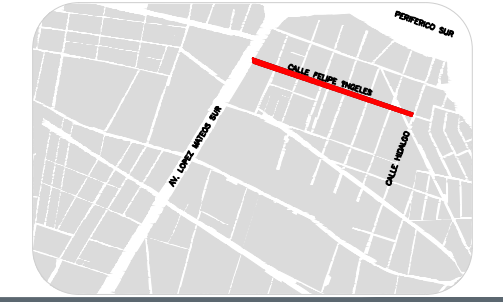 PERIFERICO SUR
CALLE FELIPE ANGELES
AV. LOPEZ MATEOS SUR
CALLE HIDALGO